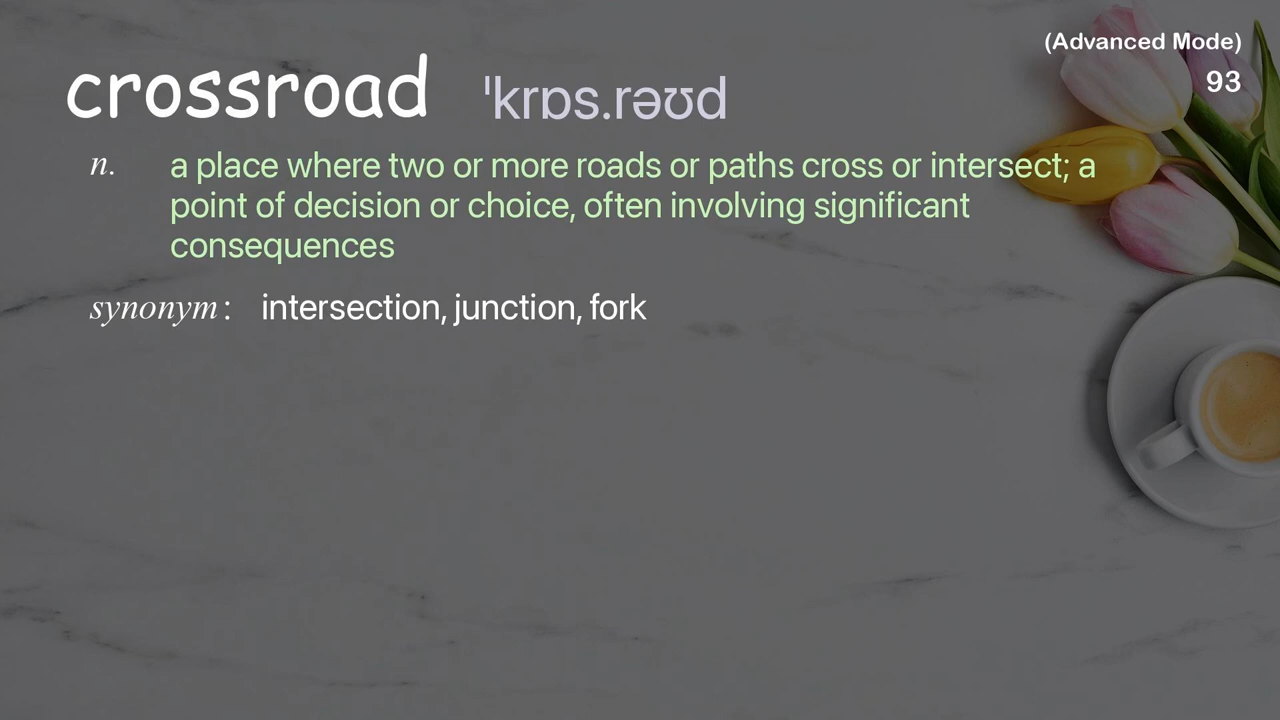 (Advanced Mode)
93
crossroad ˈkrɒs.rəʊd
n. a place where two or more roads or paths cross or intersect; a
point of decision or choice, often involving significant
consequences
synonym : intersection, junction, fork